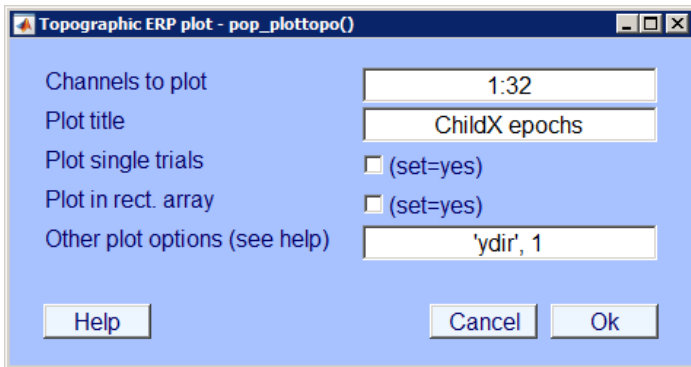 Topographic ERP plot - pop_plottopo()
Channels to plot 1:32
Plot title ChildX epochs
Plot single trials (set=yes)
Plot in rect. array (set=yes)
Other plot options (see help) 'ydir', 1
Help Cancel Ok